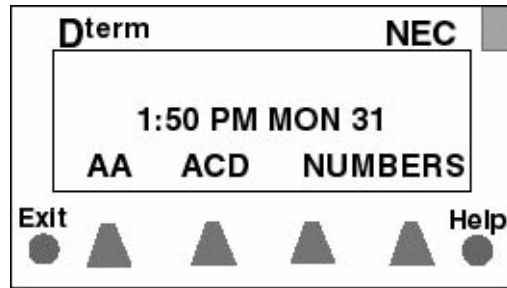 Dterm NEC
1:50 PM MON 31
AA ACD NUMBERS
Exit Help